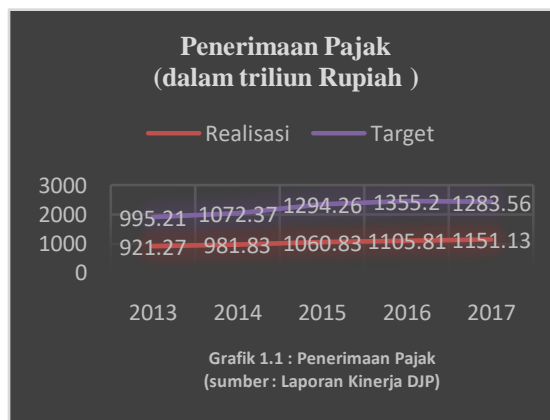 Penerimaan Pajak
(dalam triliun Rupiah )
Realisasi Target
3000
2000
1000
0
995.21 1072.37 1294.26 1355.2 1283.56
921.27 981.83 1060.83 1105.81 1151.13
2013 2014 2015 2016 2017
Grafik 1.1 : Penerimaan Pajak
(sumber : Laporan Kinerja DJP)